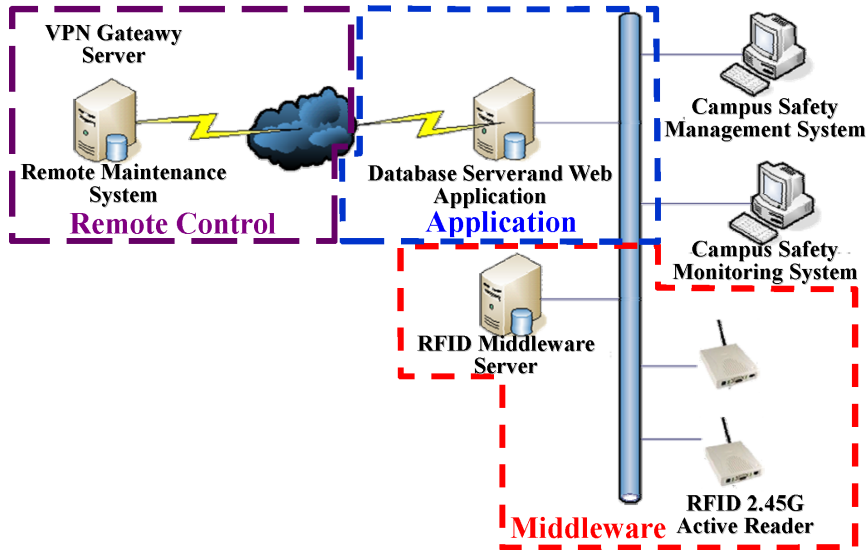 VPN Gateawy
Server
Remote Maintenance
System
Remote Control
Database Serverand Web
Application
Application
Campus Safety
Management System
Campus Safety
Monitoring System
RFID Middleware
Server
RFID 2.45G
Active Reader
Middleware